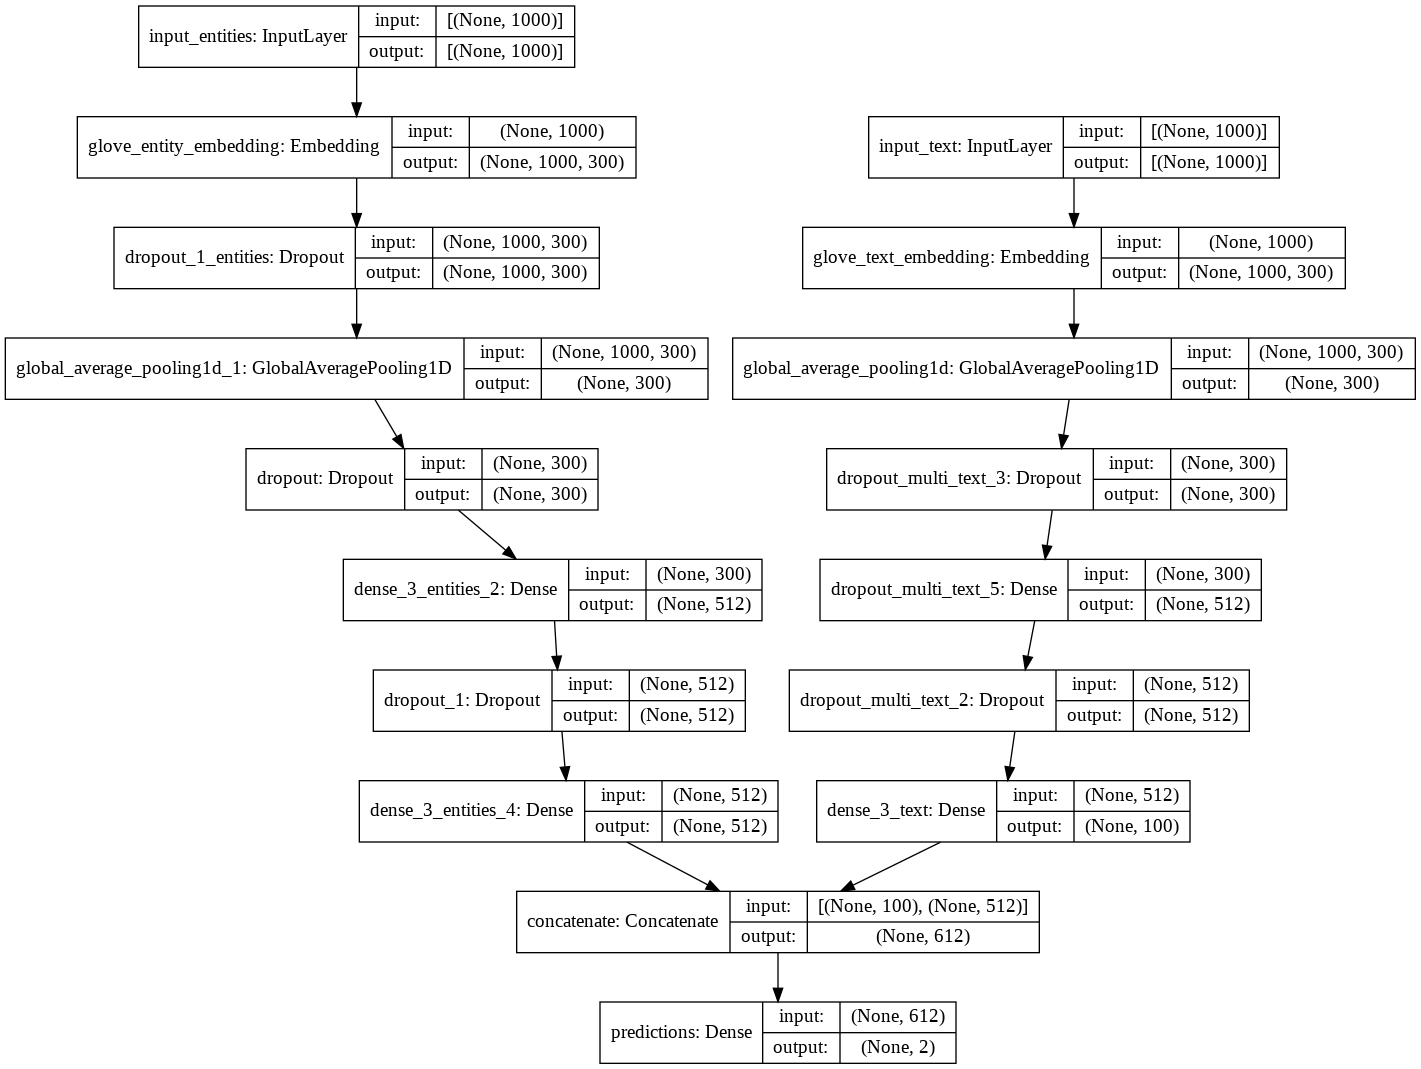 input_entities: InputLayer
input: [(None, 1000)]
output: [(None, 1000)]
glove_entity_embedding: Embedding
input: (None, 1000)
output: (None, 1000, 300)
input_text: InputLayer
input: [(None, 1000)]
output: [(None, 1000)]
dropout_1_entities: Dropout
input: (None, 1000, 300)
output: (None, 1000, 300)
glove_text_embedding: Embedding
input: (None, 1000)
output: (None, 1000, 300)
global_average_pooling1d_1: GlobalAveragePooling1D
input: (None, 1000, 300)
output: (None, 300)
global_average_pooling1d: GlobalAveragePooling1D
input: (None, 1000, 300)
output: (None, 300)
dropout: Dropout
input: (None, 300)
output: (None, 300)
dropout_multi_text_3: Dropout
input: (None, 300)
output: (None, 300)
dense_3_entities_2: Dense
input: (None, 300)
output: (None, 512)
dropout_multi_text_5: Dense
input: (None, 300)
output: (None, 512)
dropout_1: Dropout
input: (None, 512)
output: (None, 512)
dropout_multi_text_2: Dropout
input: (None, 512)
output: (None, 512)
dense_3_entities_4: Dense
input: (None, 512)
output: (None, 512)
dense_3_text: Dense
input: (None, 512)
output: (None, 100)
concatenate: Concatenate
input: [(None, 100), (None, 512)]
output: (None, 612)
predictions: Dense
input: (None, 612)
output: (None, 2)